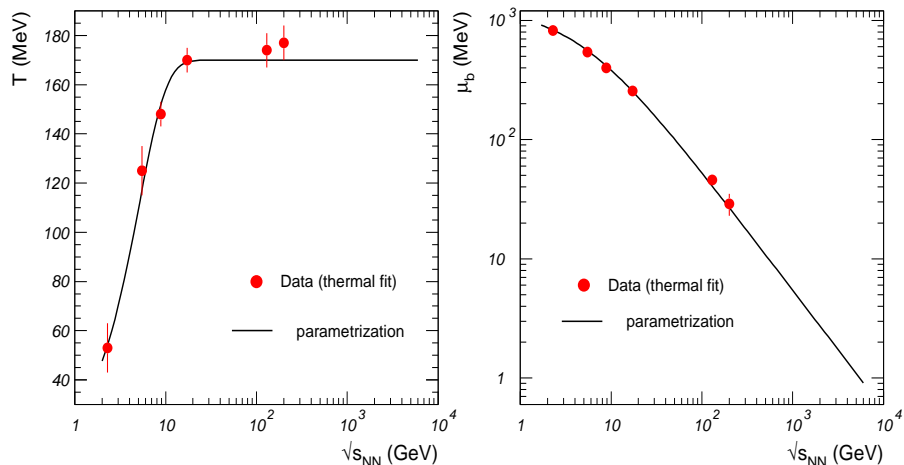 T (MeV)
180
160
140
120
100
80
60
40
Data (thermal fit)
parametrization
1
10
10²
10³
10⁴
√s_NN (GeV)
μ_b (MeV)
10³
10²
10
1
Data (thermal fit)
parametrization
1
10
10²
10³
10⁴
√s_NN (GeV)